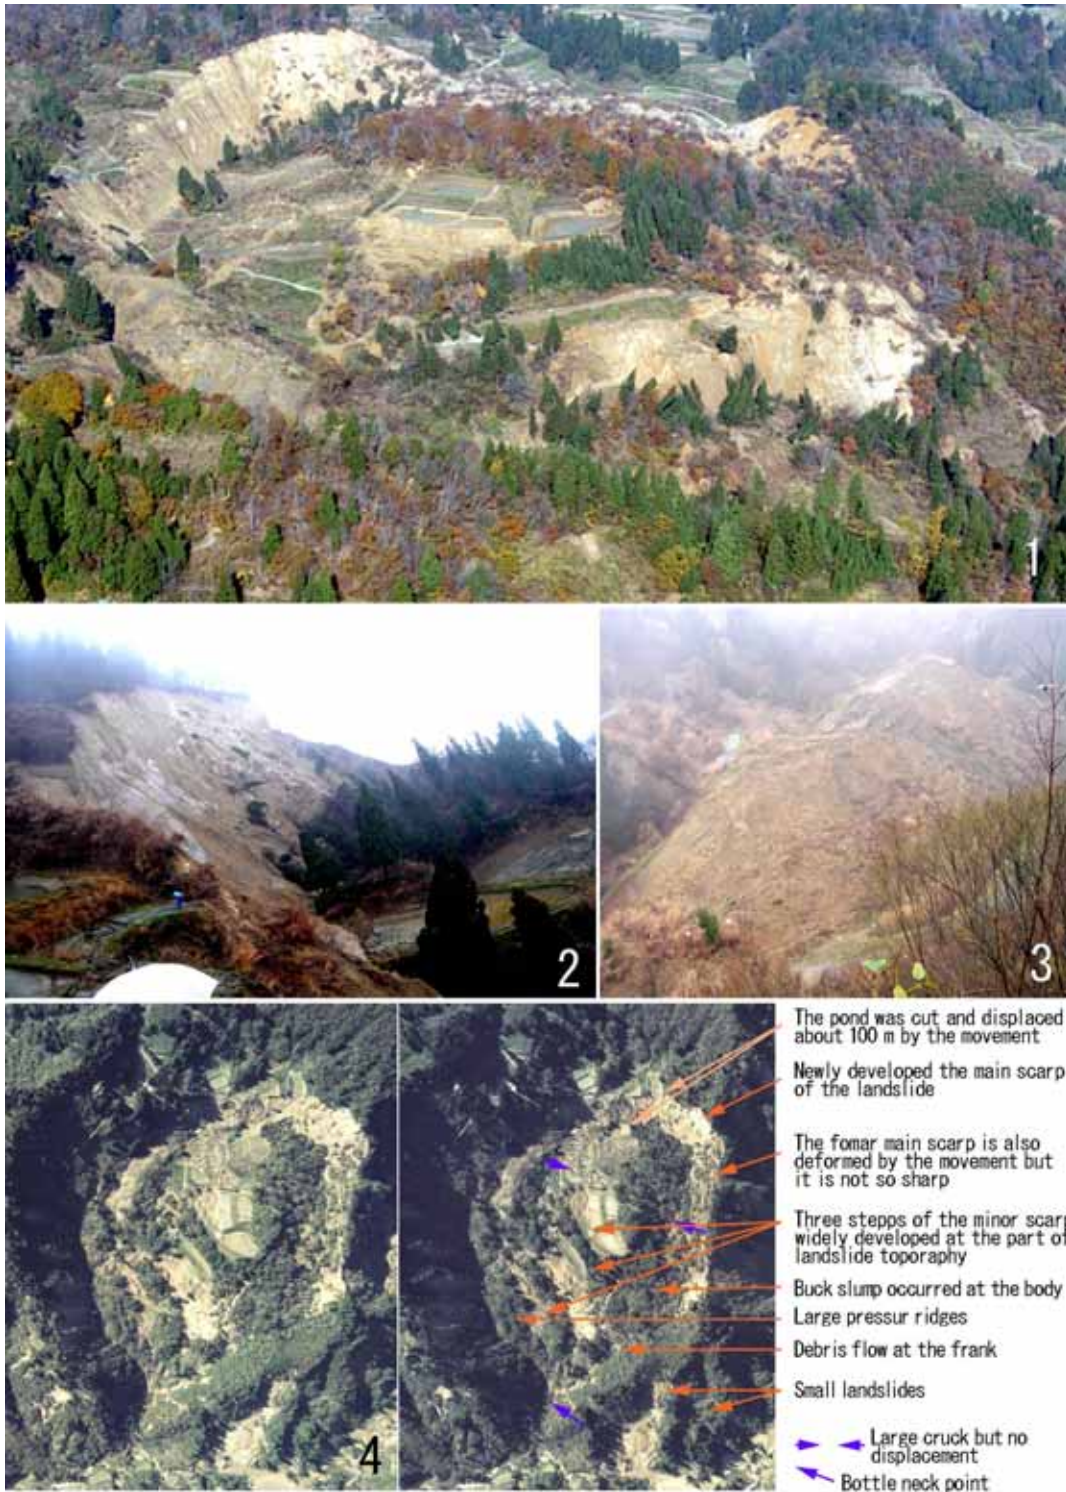 1
2
3
The pond was cut and displaced
about 100 m by the movement
Newly developed the main scarp
of the landslide
The fomar main scarp is also
deformed by the movement but
it is not so sharp
Three stepps of the minor scarp
widely developed at the part of
landslide toporaphy
Buck slump occurred at the body
Large pressur ridges
Debris flow at the frank
Small landslides
Large cruck but no
displacement
Bottle neck point
4